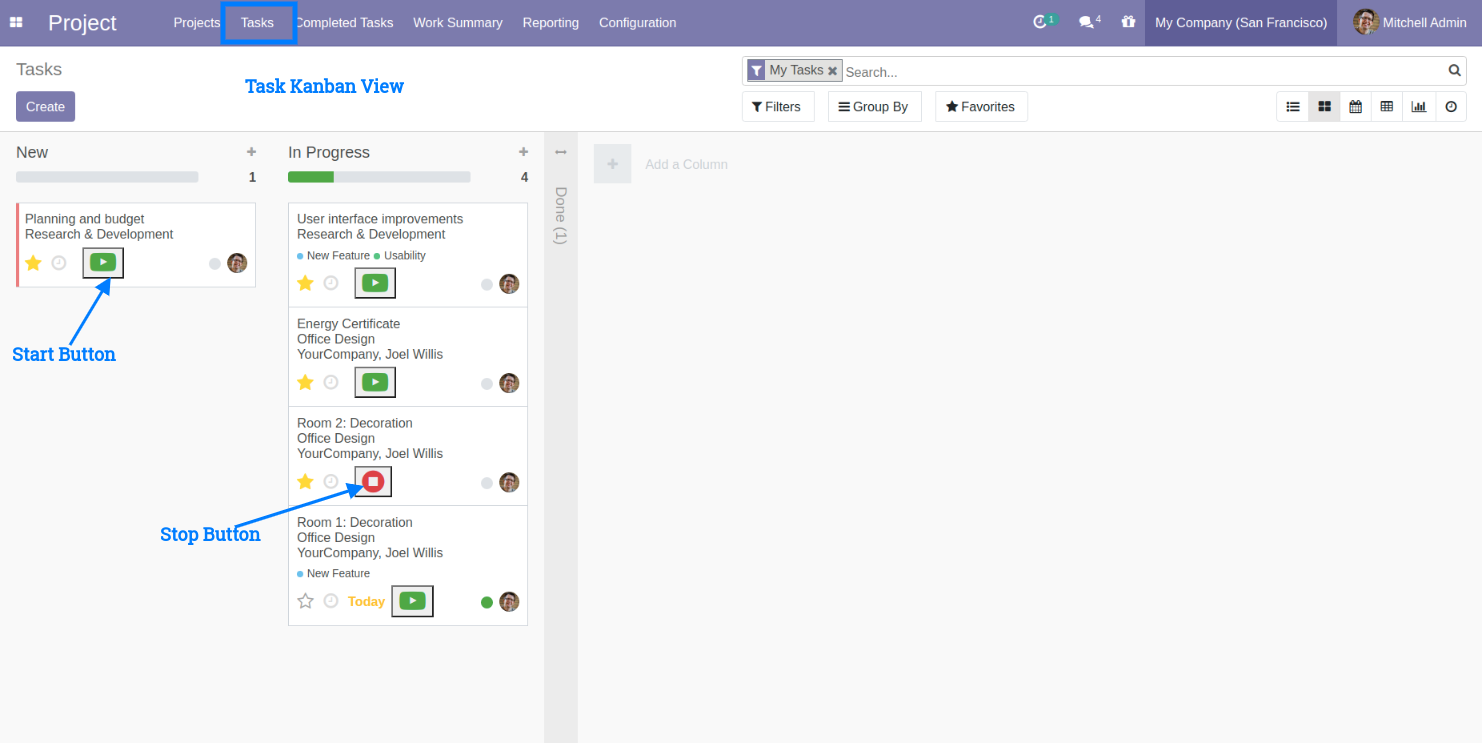 Project
Projects
Tasks
Completed Tasks
Work Summary
Reporting
Configuration
1
4
My Company (San Francisco)
Mitchell Admin
Tasks
Task Kanban View
My Tasks
Search...
Create
Filters
Group By
Favorites
New
1
Planning and budget
Research & Development
Start Button
In Progress
4
User interface improvements
Research & Development
New Feature
Usability
Energy Certificate
Office Design
YourCompany, Joel Willis
Room 2: Decoration
Office Design
YourCompany, Joel Willis
Stop Button
Room 1: Decoration
Office Design
YourCompany, Joel Willis
New Feature
Today
Done (1)
Add a Column